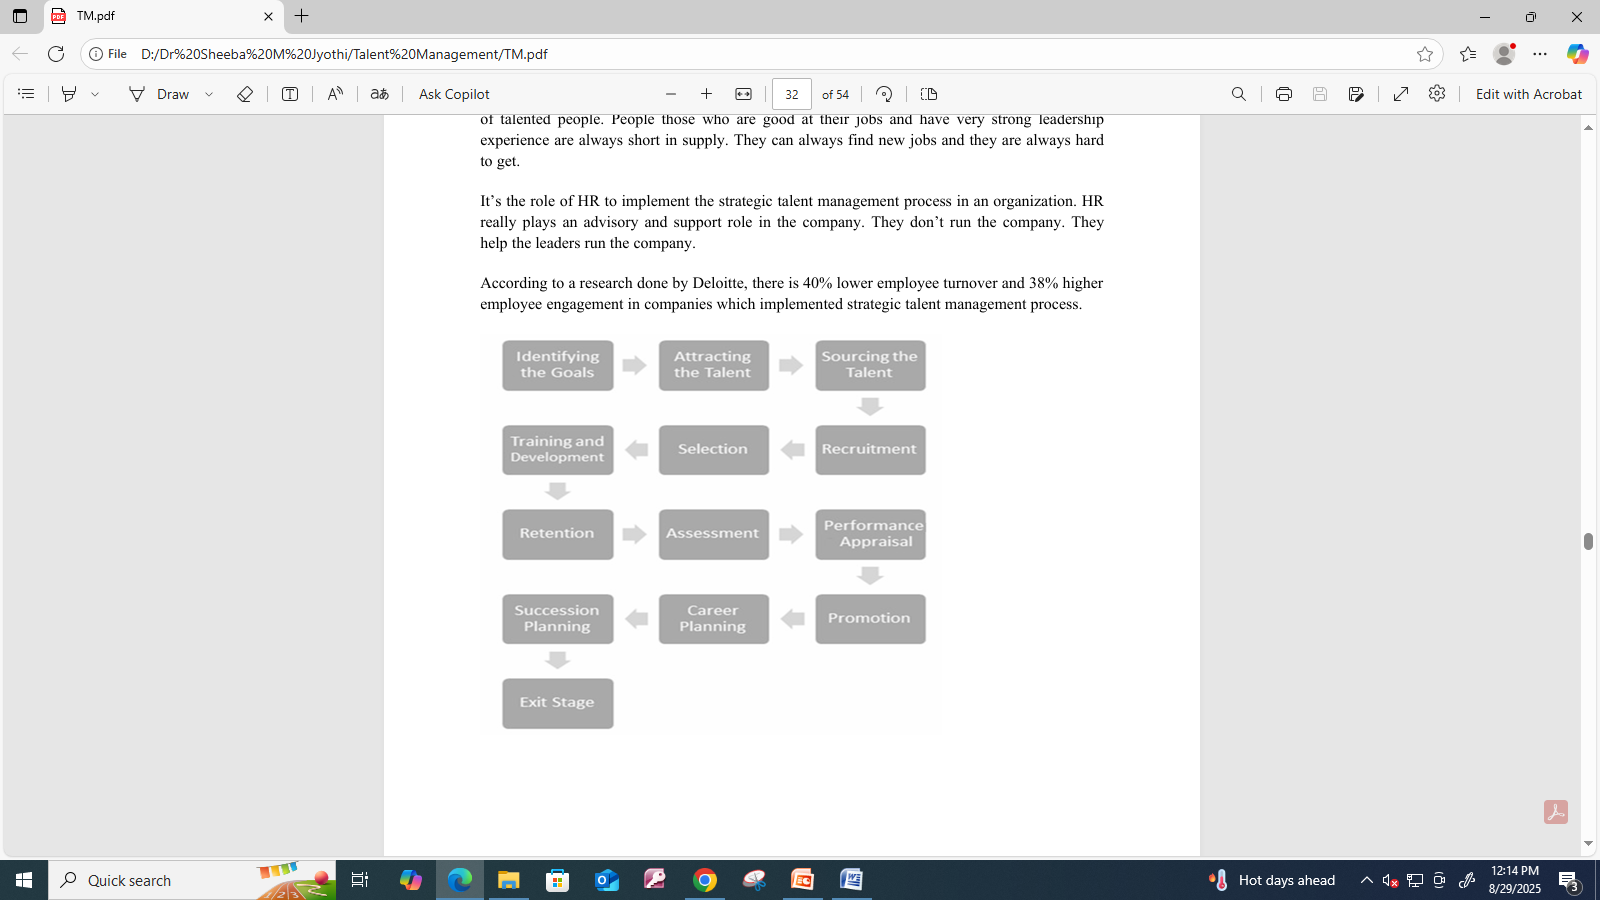 TM.pdf
File D:/Dr%20Sheeba%20M%20Jyothi/Talent%20Management/TM.pdf
Draw
Ask Copilot
32 of 54
Edit with Acrobat
of talented people. People those who are good at their jobs and have very strong leadership
experience are always short in supply. They can always find new jobs and they are always hard
to get.
It’s the role of HR to implement the strategic talent management process in an organization. HR
really plays an advisory and support role in the company. They don’t run the company. They
help the leaders run the company.
According to a research done by Deloitte, there is 40% lower employee turnover and 38% higher
employee engagement in companies which implemented strategic talent management process.
Identifying
the Goals
Attracting
the Talent
Sourcing the
Talent
Recruitment
Selection
Training and
Development
Retention
Assessment
Performance
Appraisal
Promotion
Career
Planning
Succession
Planning
Exit Stage
Quick search
Hot days ahead
12:14 PM
8/29/2025
3